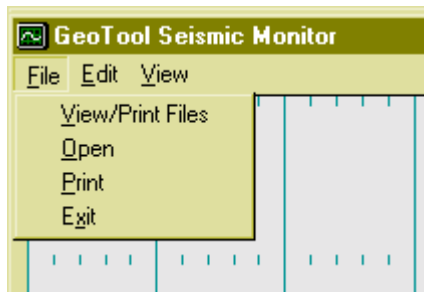 GeoTool Seismic Monitor
File Edit View
View/Print Files
Open
Print
Exit